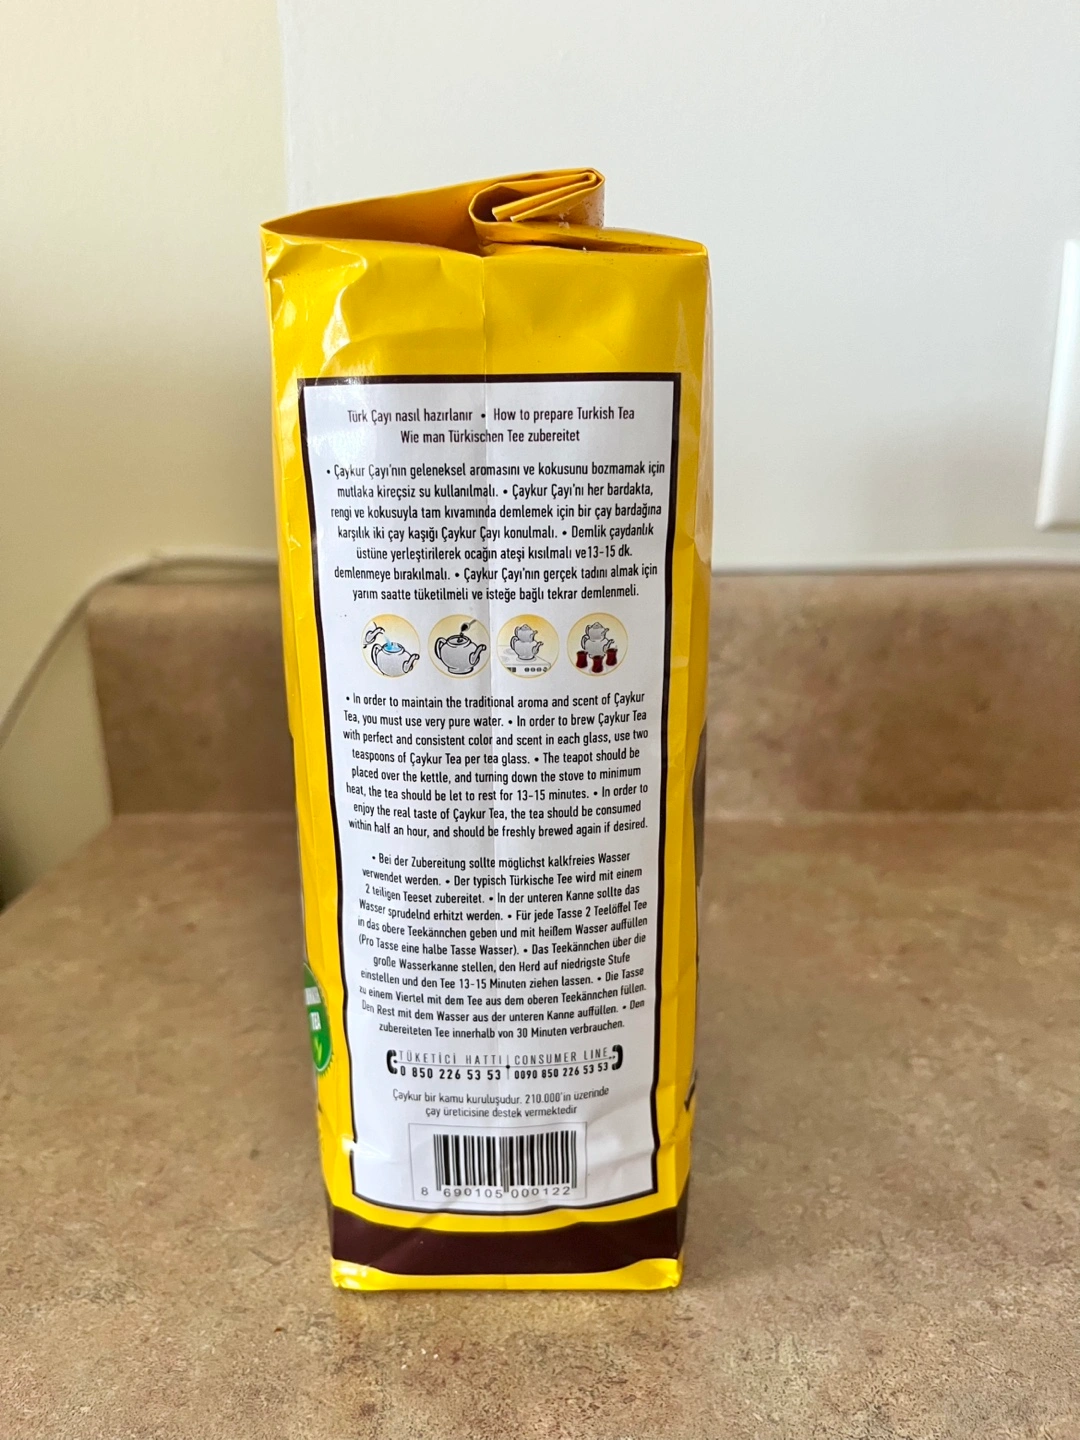 Türk Çayı nasıl hazırlanır • How to prepare Turkish Tea
Wie man Türkischen Tee zubereitet
• Çaykur Çayı'nın geleneksel aromasını ve kokusunu bozmamak için
mutlaka kireçsiz su kullanılmalı. • Çaykur Çayı'nı her bardakta,
rengi ve kokusuyla tam kıvamında demlemek için bir çay bardağına
karşılık iki çay kaşığı Çaykur Çayı konulmalı. • Demlik çaydanlık
üstüne yerleştirilerek ocağın ateşi kısılmalı ve 13-15 dk.
demlenmeye bırakılmalı. • Çaykur Çayı'nın gerçek tadını almak için
yarım saatte tüketilmeli ve isteğe bağlı tekrar demlenmeli.
• In order to maintain the traditional aroma and scent of Çaykur
Tea, you must use very pure water. • In order to brew Çaykur Tea
with perfect and consistent color and scent in each glass, use two
teaspoons of Çaykur Tea per tea glass. • The teapot should be
placed over the kettle, and turning down the stove to minimum
heat, the tea should be let to rest for 13-15 minutes. • In order to
enjoy the real taste of Çaykur Tea, the tea should be consumed
within half an hour, and should be freshly brewed again if desired.
• Bei der Zubereitung sollte möglichst kalkfreies Wasser
verwendet werden. • Der typisch Türkische Tee wird mit einem
2 teiligen Teeset zubereitet. • In der unteren Kanne sollte das
Wasser sprudelnd erhitzt werden. • Für jede Tasse 2 Teelöffel Tee
in das obere Teekännchen geben und mit heißem Wasser auffüllen
(Pro Tasse eine halbe Tasse Wasser). • Das Teekännchen über die
große Wasserkanne stellen, den Herd auf niedrigste Stufe
einstellen und den Tee 13-15 Minuten ziehen lassen. • Die Tasse
zu einem Viertel mit dem Tee aus dem oberen Teekännchen füllen.
Den Rest mit dem Wasser aus der unteren Kanne auffüllen. • Den
zubereiteten Tee innerhalb von 30 Minuten verbrauchen.
TÜKETİCİ HATTI | CONSUMER LINE
0 850 226 53 53 | 0090 850 226 53 53
Çaykur bir kamu kuruluşudur. 210.000'in üzerinde
çay üreticisine destek vermektedir
8 690105 000122
TEA